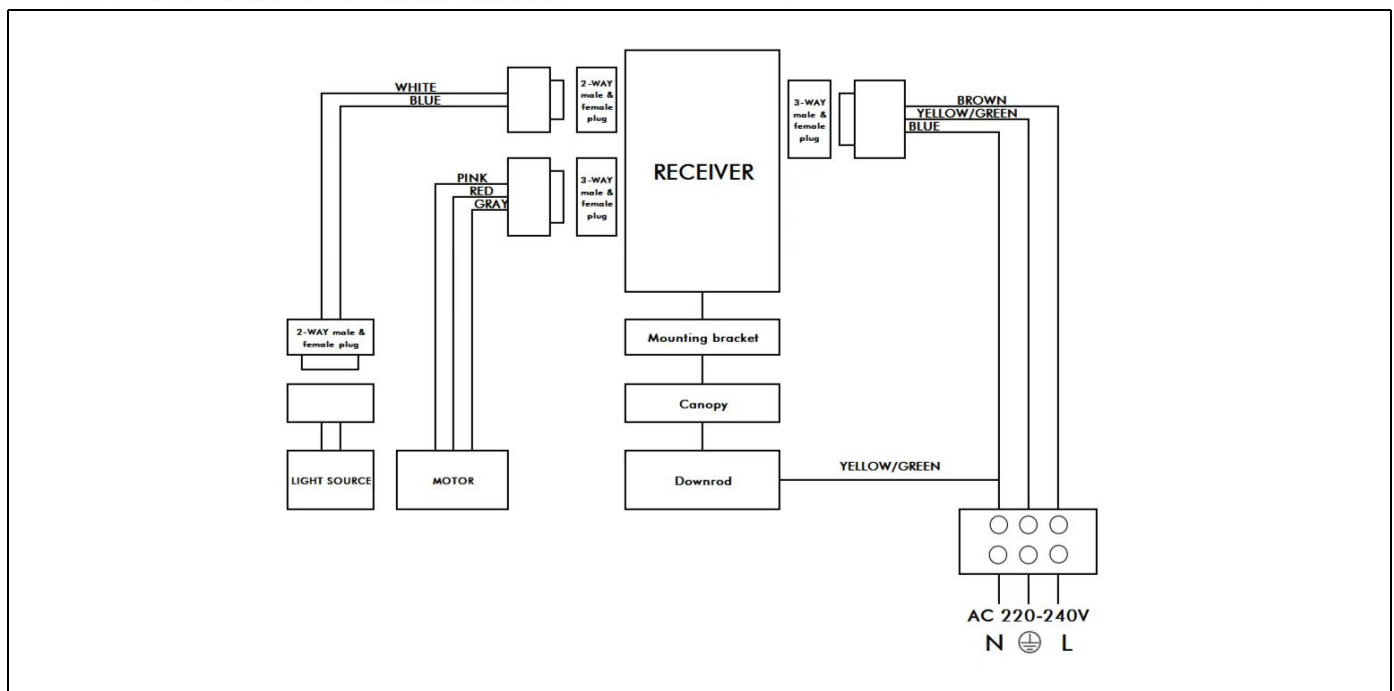 WHITE
BLUE
2-WAY
male &
female
plug
PINK
RED
GRAY
3-WAY
male &
female
plug
RECEIVER
3-WAY
male &
female
plug
BROWN
YELLOW/GREEN
BLUE
2-WAY male &
female plug
LIGHT SOURCE
MOTOR
Mounting bracket
Canopy
Downrod
YELLOW/GREEN
AC 220-240V
N L